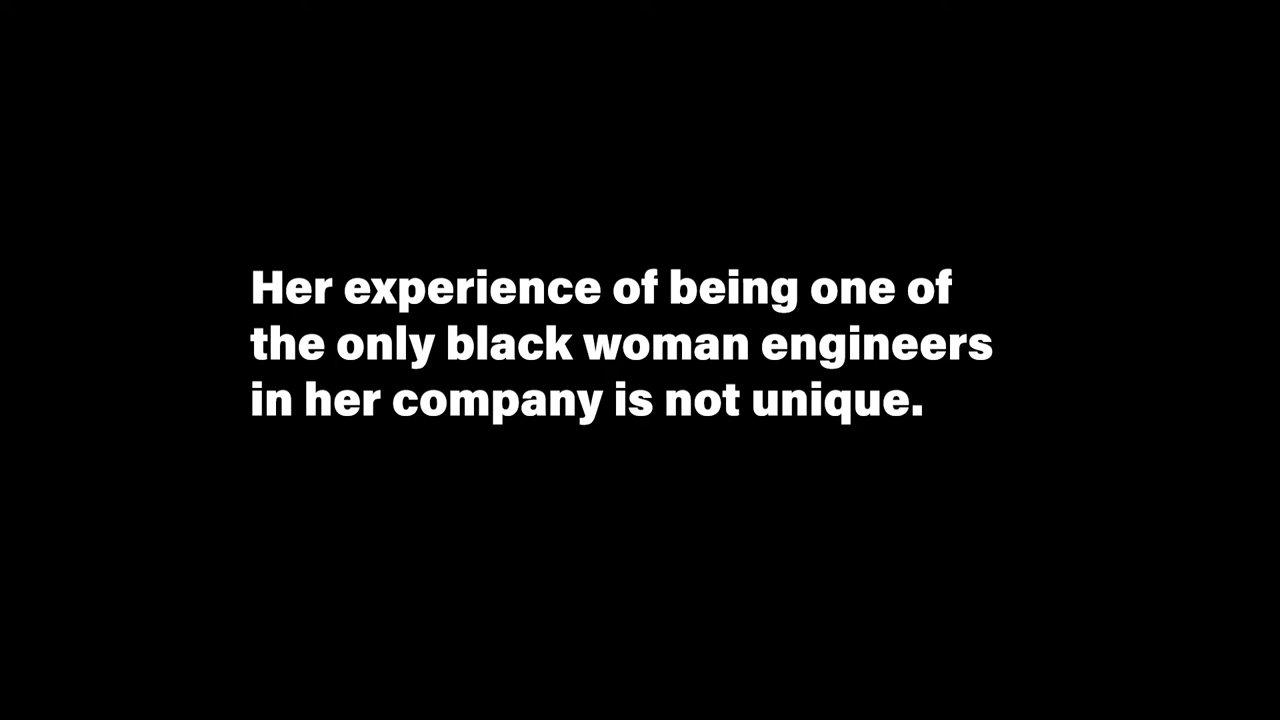 Her experience of being one of
the only black woman engineers
in her company is not unique.